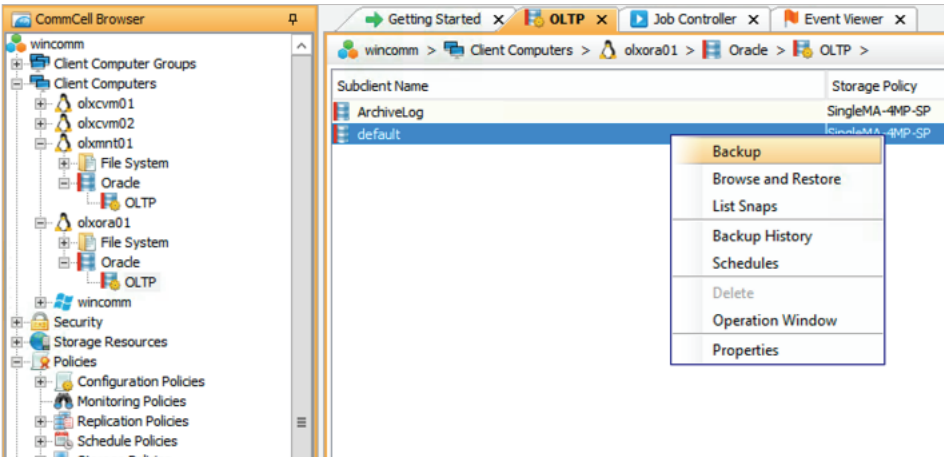 CommCell Browser
wincomm
Client Computer Groups
Client Computers
olxcvm01
olxcvm02
olxmnt01
File System
Oracle
OLTP
olxora01
File System
Oracle
OLTP
wincomm
Security
Storage Resources
Policies
Configuration Policies
Monitoring Policies
Replication Policies
Schedule Policies
Getting Started OLTP Job Controller Event Viewer
wincomm > Client Computers > olxora01 > Oracle > OLTP >
Subclient Name Storage Policy
ArchiveLog SingleMA-4MP-SP
default SingleMA-4MP-SP
Backup
Browse and Restore
List Snaps
Backup History
Schedules
Delete
Operation Window
Properties